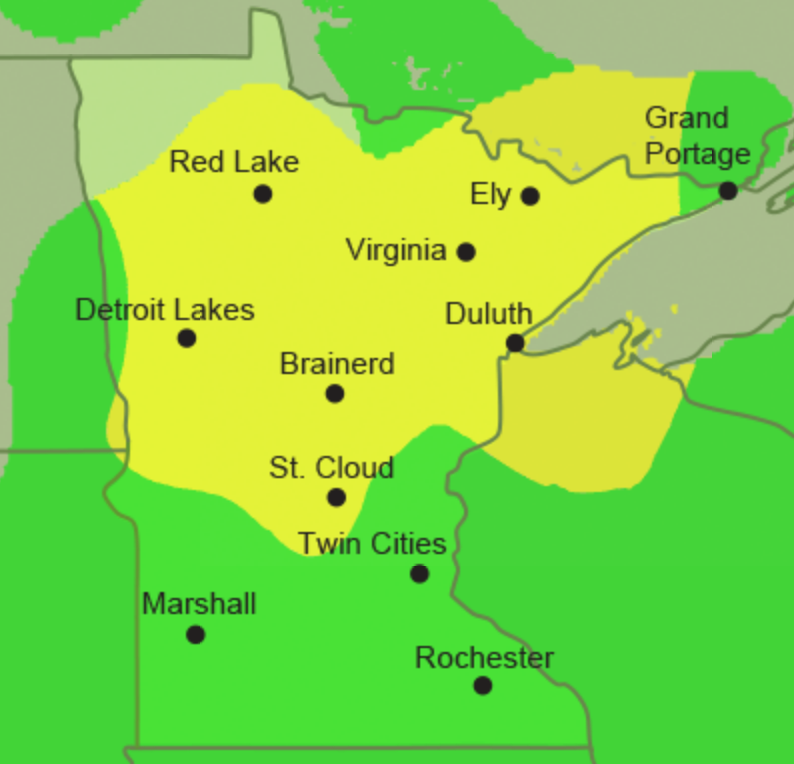 Grand
Portage
Red Lake
Ely
Virginia
Detroit Lakes
Duluth
Brainerd
St. Cloud
Twin Cities
Marshall
Rochester